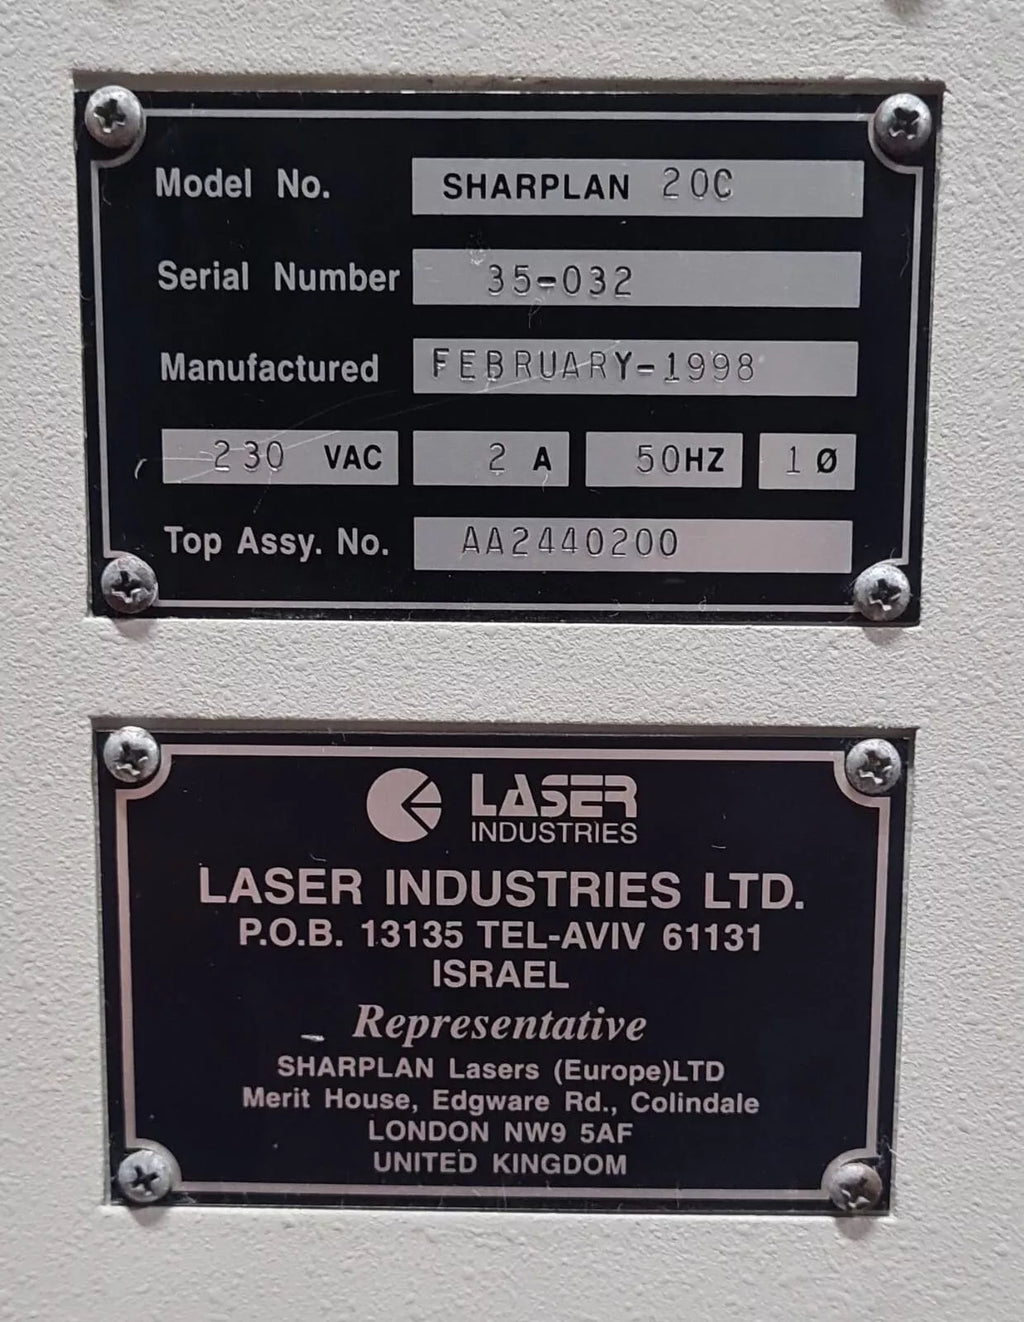 Model No. SHARPLAN 20C
Serial Number 35-032
Manufactured FEBRUARY-1998
230 VAC 2 A 50HZ 1Ø
Top Assy. No. AA2440200
LASER
INDUSTRIES
LASER INDUSTRIES LTD.
P.O.B. 13135 TEL-AVIV 61131
ISRAEL
Representative
SHARPLAN Lasers (Europe)LTD
Merit House, Edgware Rd., Colindale
LONDON NW9 5AF
UNITED KINGDOM